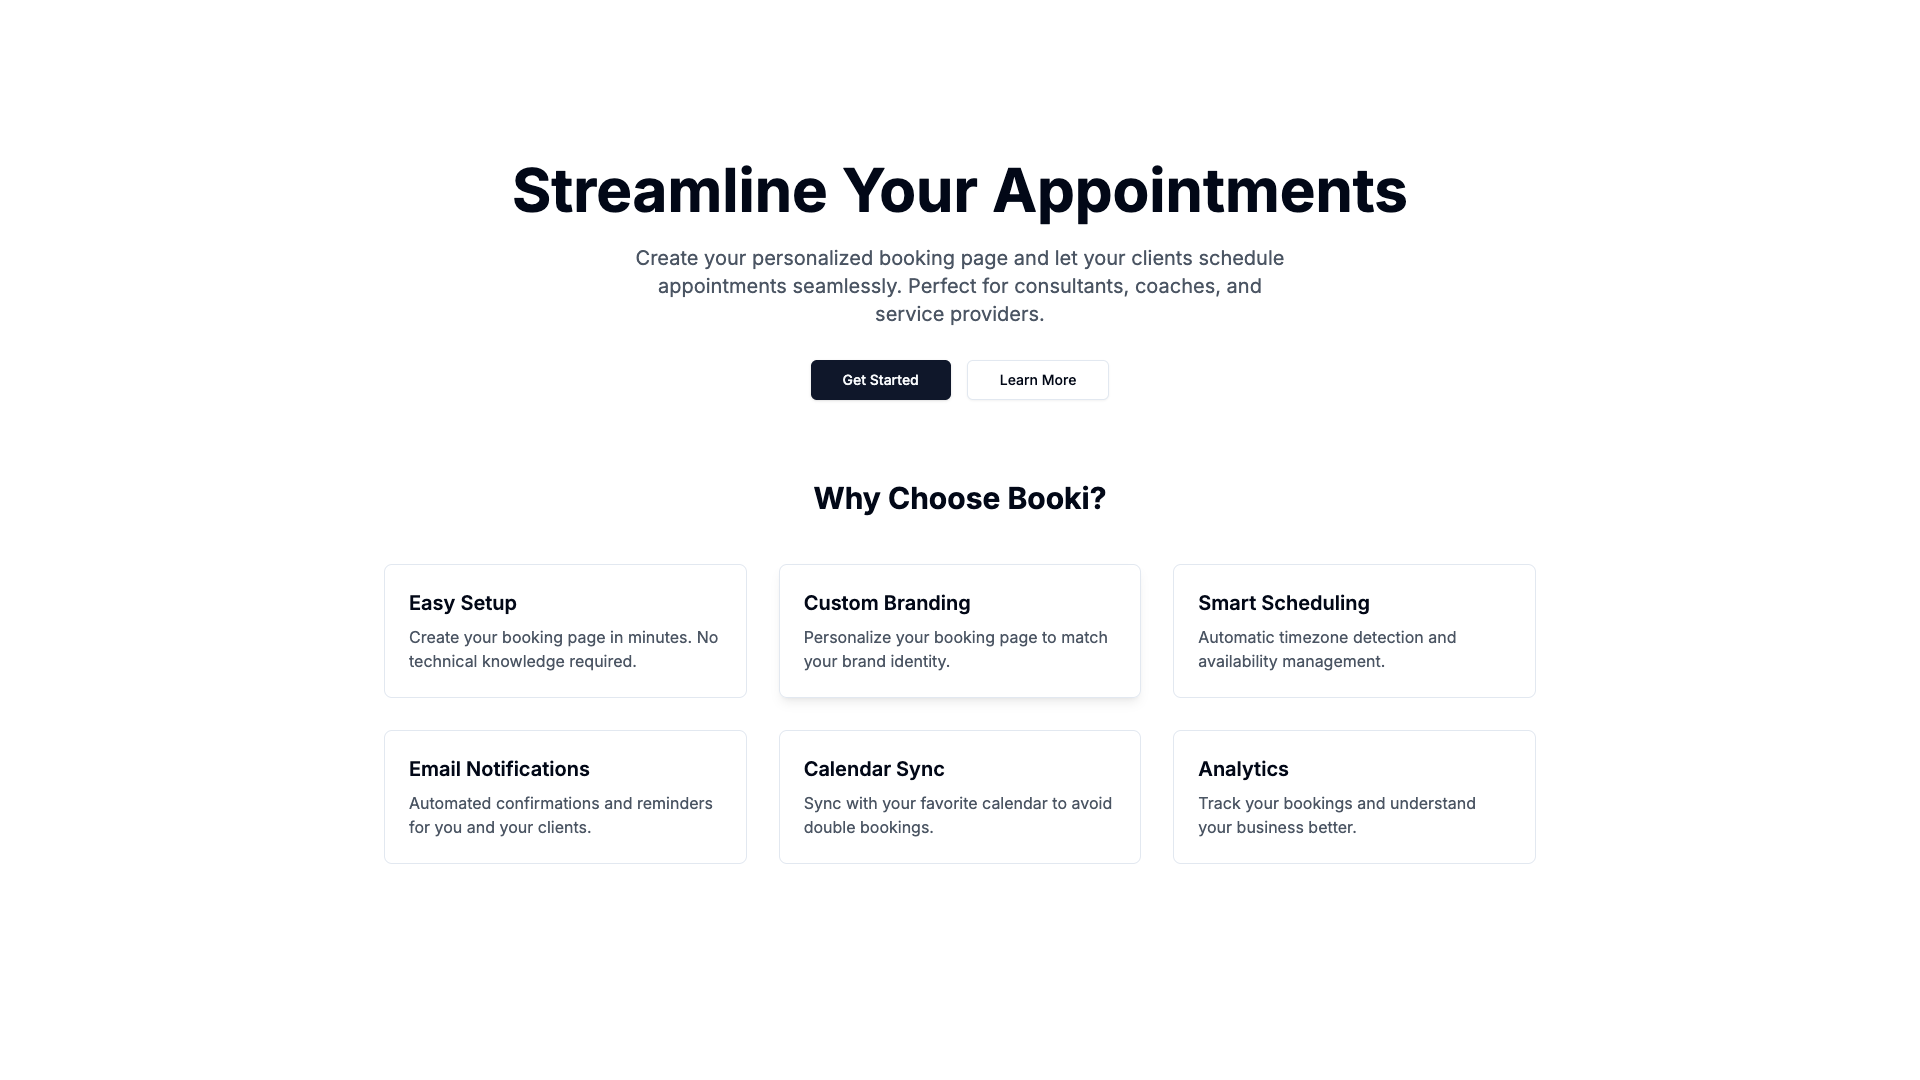 Streamline Your Appointments
Create your personalized booking page and let your clients schedule
appointments seamlessly. Perfect for consultants, coaches, and
service providers.
Get Started
Learn More
Why Choose Booki?
Easy Setup
Create your booking page in minutes. No
technical knowledge required.
Custom Branding
Personalize your booking page to match
your brand identity.
Smart Scheduling
Automatic timezone detection and
availability management.
Email Notifications
Automated confirmations and reminders
for you and your clients.
Calendar Sync
Sync with your favorite calendar to avoid
double bookings.
Analytics
Track your bookings and understand
your business better.